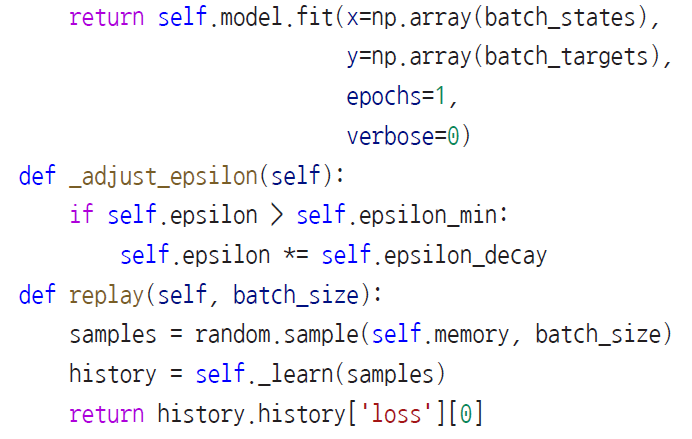 return self.model.fit(x=np.array(batch_states),
y=np.array(batch_targets),
epochs=1,
verbose=0)
def _adjust_epsilon(self):
if self.epsilon > self.epsilon_min:
self.epsilon *= self.epsilon_decay
def replay(self, batch_size):
samples = random.sample(self.memory, batch_size)
history = self._learn(samples)
return history.history['loss'][0]